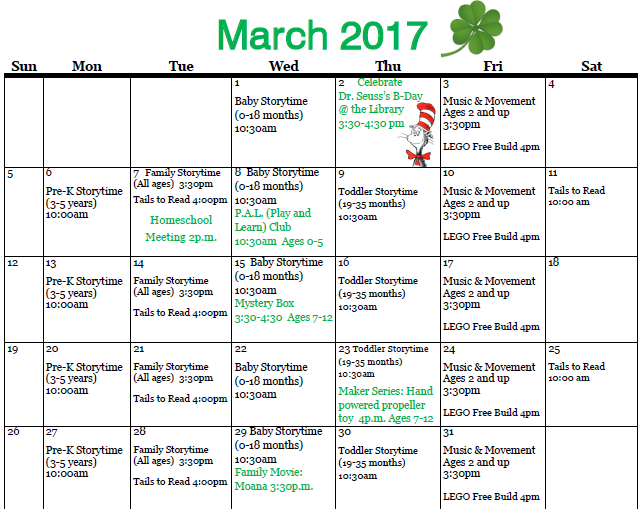 March 2017
Sun Mon Tue Wed Thu Fri Sat
1
Baby Storytime
(0-18 months)
10:30am
2 Celebrate
Dr. Seuss's B-Day
@ the Library
3:30-4:30 pm
3
Music & Movement
Ages 2 and up
3:30pm
LEGO Free Build 4pm
4
5
6
Pre-K Storytime
(3-5 years)
10:00am
7 Family Storytime
(All ages) 3:30pm
Tails to Read 4:00pm
Homeschool
Meeting 2p.m.
8 Baby Storytime
(0-18 months)
10:30am
P.A.L. (Play and
Learn) Club
10:30am Ages 0-5
9
Toddler Storytime
(19-35 months)
10:30am
10
Music & Movement
Ages 2 and up
3:30pm
LEGO Free Build 4pm
11
Tails to Read
10:00 am
12
13
Pre-K Storytime
(3-5 years)
10:00am
14
Family Storytime
(All ages) 3:30pm
Tails to Read 4:00pm
15 Baby Storytime
(0-18 months)
10:30am
Mystery Box
3:30-4:30 Ages 7-12
16
Toddler Storytime
(19-35 months)
10:30am
17
Music & Movement
Ages 2 and up
3:30pm
LEGO Free Build 4pm
18
19
20
Pre-K Storytime
(3-5 years)
10:00am
21
Family Storytime
(All ages) 3:30pm
Tails to Read 4:00pm
22
Baby Storytime
(0-18 months)
10:30am
23 Toddler Storytime
(19-35 months)
10:30am
Maker Series: Hand
powered propeller
toy 4p.m. Ages 7-12
24
Music & Movement
Ages 2 and up
3:30pm
LEGO Free Build 4pm
25
Tails to Read
10:00 am
26
27
Pre-K Storytime
(3-5 years)
10:00am
28
Family Storytime
(All ages) 3:30pm
Tails to Read 4:00pm
29 Baby Storytime
(0-18 months)
10:30am
Family Movie:
Moana 3:30p.m.
30
Toddler Storytime
(19-35 months)
10:30am
31
Music & Movement
Ages 2 and up
3:30pm
LEGO Free Build 4pm